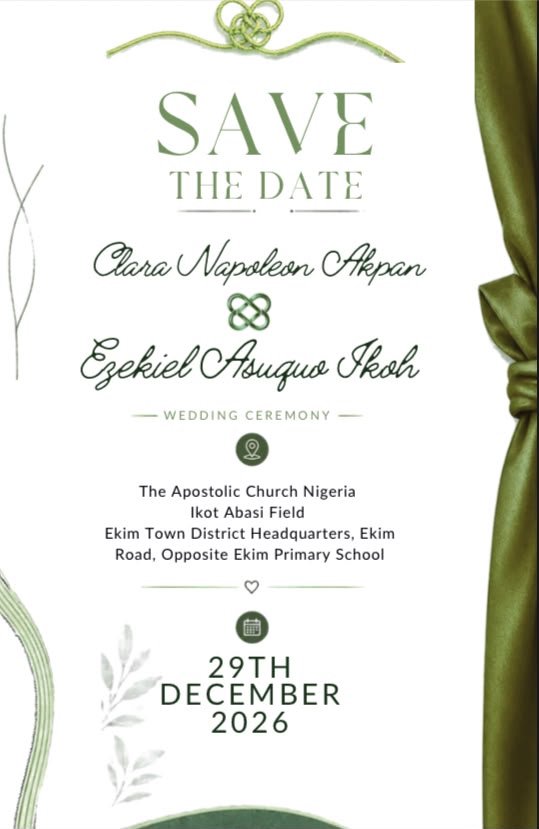 SAVE
THE DATE
Clara Napoleon Akpan
Ezekiel Asuquo Ikoh
WEDDING CEREMONY
The Apostolic Church Nigeria
Ikot Abasi Field
Ekim Town District Headquarters, Ekim
Road, Opposite Ekim Primary School
29TH
DECEMBER
2026